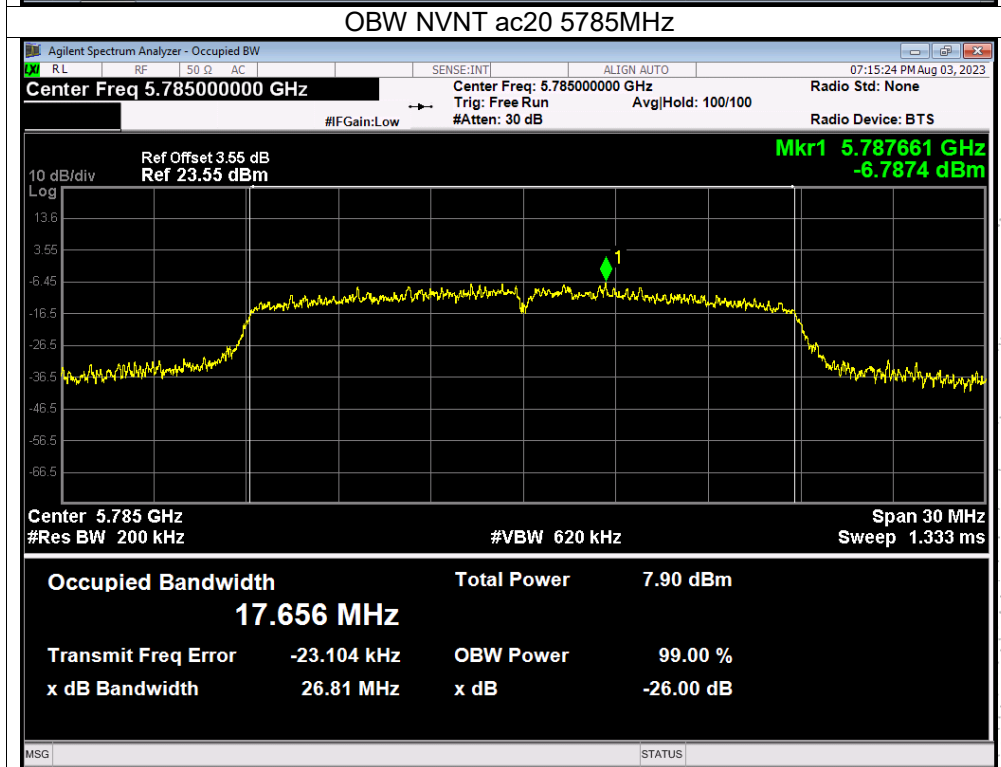 OBW NVNT ac20 5785MHz
Agilent Spectrum Analyzer - Occupied BW
LXI RL RF 50 Ω AC SENSE:INT ALIGN AUTO 07:15:24 PM Aug 03, 2023
Center Freq 5.785000000 GHz Center Freq: 5.785000000 GHz Radio Std: None
Trig: Free Run Avg|Hold: 100/100
#IFGain:Low #Atten: 30 dB Radio Device: BTS
Mkr1 5.787661 GHz
-6.7874 dBm
Ref Offset 3.55 dB
10 dB/div Ref 23.55 dBm
Log
13.6
3.55
1
-6.45
-16.5
-26.5
-36.5
-46.5
-56.5
-66.5
Center 5.785 GHz Span 30 MHz
#Res BW 200 kHz #VBW 620 kHz Sweep 1.333 ms
Occupied Bandwidth Total Power 7.90 dBm
17.656 MHz
Transmit Freq Error -23.104 kHz OBW Power 99.00 %
x dB Bandwidth 26.81 MHz x dB -26.00 dB
MSG STATUS